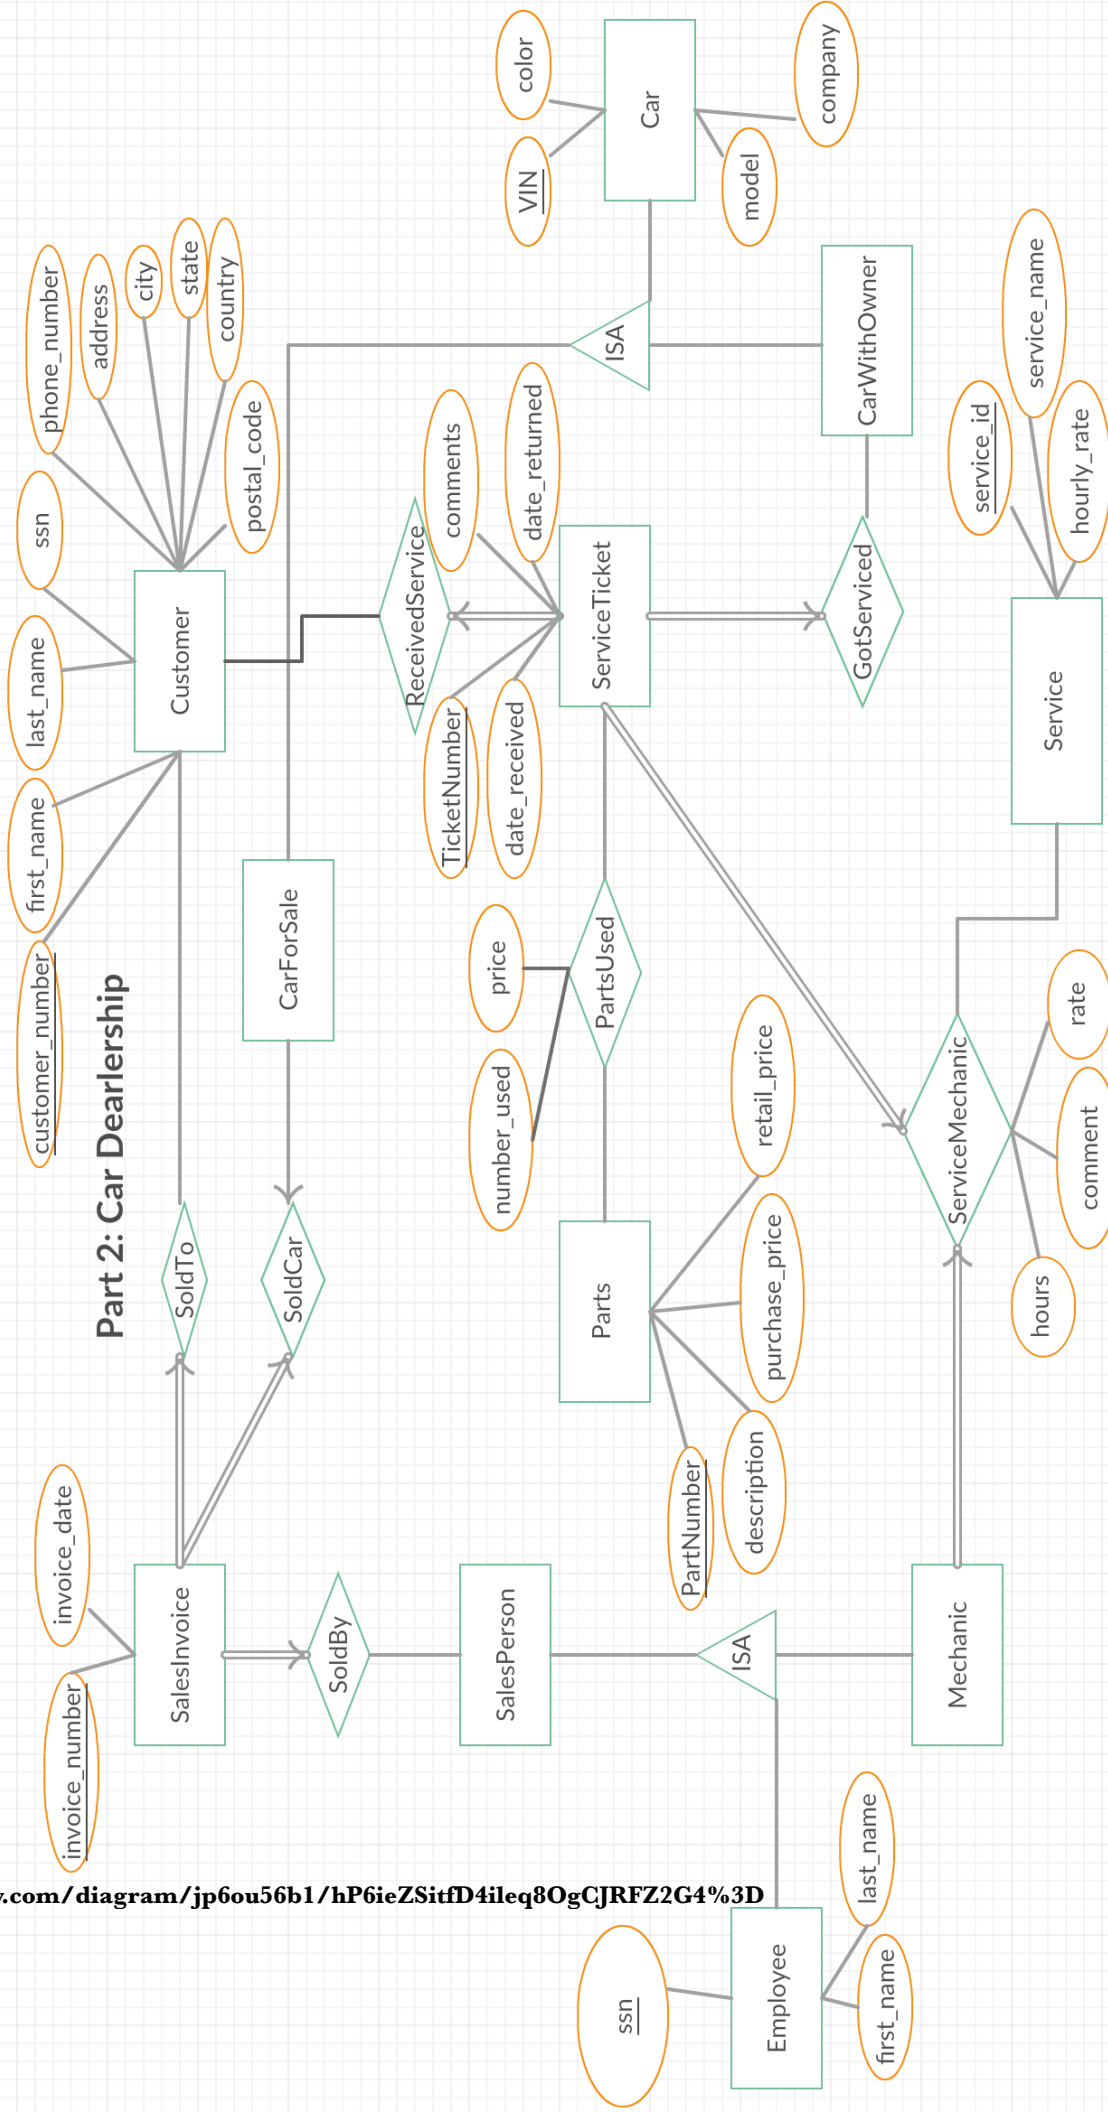 Part 2: Car Dearlership
customer_number
first_name
last_name
ssn
phone_number
address
city
state
country
postal_code
Customer
invoice_number
invoice_date
SalesInvoice
SoldTo
SoldCar
CarForSale
SoldBy
SalesPerson
ReceivedService
TicketNumber
date_received
comments
date_returned
ServiceTicket
number_used
price
PartsUsed
Parts
PartNumber
description
purchase_price
retail_price
VIN
color
Car
model
company
ISA
CarWithOwner
GotServiced
service_id
service_name
hourly_rate
Service
ServiceMechanic
hours
comment
rate
ISA
Mechanic
ssn
Employee
first_name
last_name
.com/diagram/jp6ou56b1/hP6ieZSitfD4ileq8OgCJRFZ2G4%3D